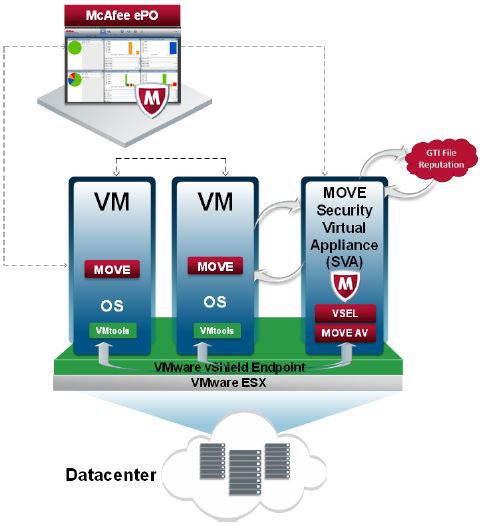 McAfee ePO
GTI File
Reputation
VM
MOVE
OS
VMtools
VM
MOVE
OS
VMtools
MOVE
Security
Virtual
Appliance
(SVA)
VSEL
MOVE AV
VMware vShield Endpoint
VMware ESX
Datacenter